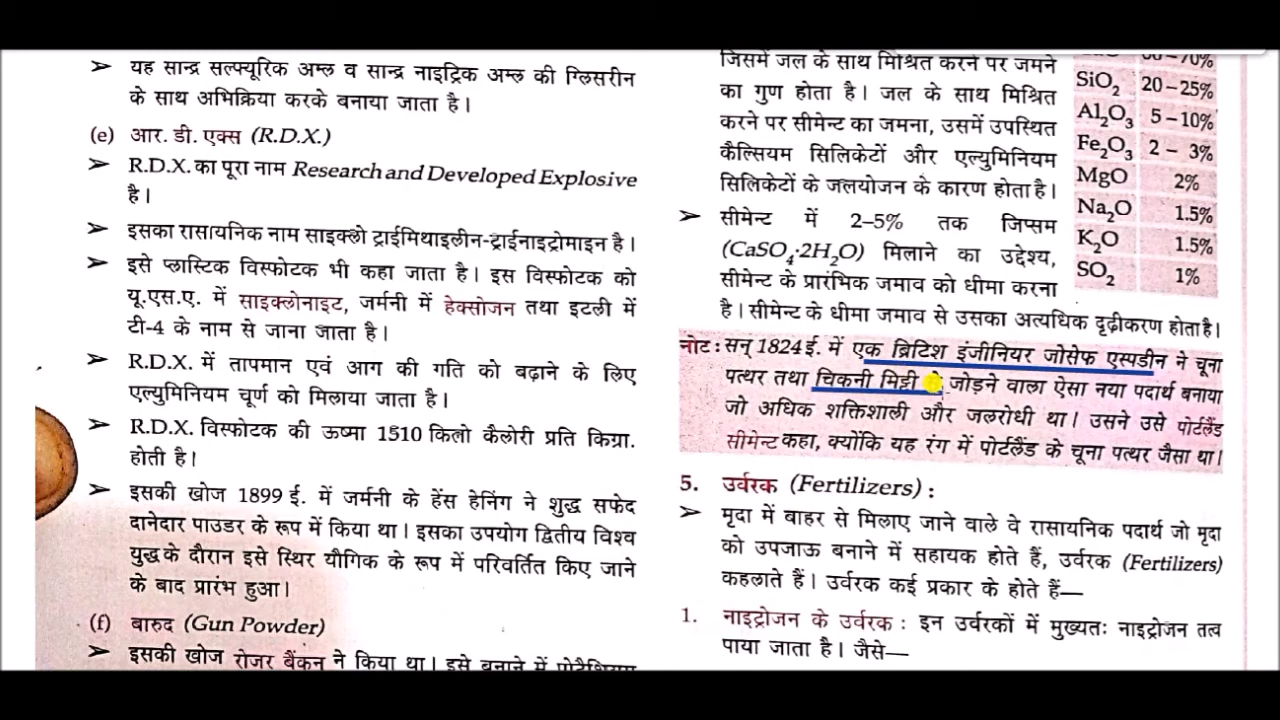 ➤ यह सान्द्र सल्फ्यूरिक अम्ल व सान्द्र नाइट्रिक अम्ल की ग्लिसरीन
के साथ अभिक्रिया करके बनाया जाता है।
(e) आर. डी. एक्स (R.D.X.)
➤ R.D.X. का पूरा नाम Research and Developed Explosive
है।
➤ इसका रासायनिक नाम साइक्लो ट्राईमिथाइलीन-ट्राईनाइट्रोमाइन है।
➤ इसे प्लास्टिक विस्फोटक भी कहा जाता है। इस विस्फोटक को
यू.एस.ए. में साइक्लोनाइट, जर्मनी में हेक्सोजन तथा इटली में
टी-4 के नाम से जाना जाता है।
➤ R.D.X. में तापमान एवं आग की गति को बढ़ाने के लिए
एल्युमिनियम चूर्ण को मिलाया जाता है।
➤ R.D.X. विस्फोटक की ऊष्मा 1510 किलो कैलोरी प्रति किग्रा.
होती है।
➤ इसकी खोज 1899 ई. में जर्मनी के हेंस हेनिंग ने शुद्ध सफेद
दानेदार पाउडर के रूप में किया था। इसका उपयोग द्वितीय विश्व
युद्ध के दौरान इसे स्थिर यौगिक के रूप में परिवर्तित किए जाने
के बाद प्रारंभ हुआ।
(f) बारुद (Gun Powder)
➤ इसकी खोज रोजर बैकन ने किया था। इसे बनाने में पोटैशियम
जिसमें जल के साथ मिश्रित करने पर जमने
का गुण होता है। जल के साथ मिश्रित
करने पर सीमेन्ट का जमना, उसमें उपस्थित
कैल्सियम सिलिकेटों और एल्युमिनियम
सिलिकेटों के जलयोजन के कारण होता है।
➤ सीमेन्ट में 2–5% तक जिप्सम
(CaSO₄·2H₂O) मिलाने का उद्देश्य,
सीमेन्ट के प्रारंभिक जमाव को धीमा करना
है। सीमेन्ट के धीमा जमाव से उसका अत्यधिक दृढ़ीकरण होता है।
SiO₂ 20–25%
Al₂O₃ 5–10%
Fe₂O₃ 2–3%
MgO 2%
Na₂O 1.5%
K₂O 1.5%
SO₂ 1%
नोट : सन् 1824 ई. में एक ब्रिटिश इंजीनियर जोसेफ एस्पडीन ने चूना
पत्थर तथा चिकनी मिट्टी से जोड़ने वाला ऐसा नया पदार्थ बनाया
जो अधिक शक्तिशाली और जलरोधी था। उसने उसे पोर्टलैंड
सीमेन्ट कहा, क्योंकि यह रंग में पोर्टलैंड के चूना पत्थर जैसा था।
5. उर्वरक (Fertilizers) :
➤ मृदा में बाहर से मिलाए जाने वाले वे रासायनिक पदार्थ जो मृदा
को उपजाऊ बनाने में सहायक होते हैं, उर्वरक (Fertilizers)
कहलाते हैं। उर्वरक कई प्रकार के होते हैं—
1. नाइट्रोजन के उर्वरक : इन उर्वरकों में मुख्यतः नाइट्रोजन तत्व
पाया जाता है। जैसे—